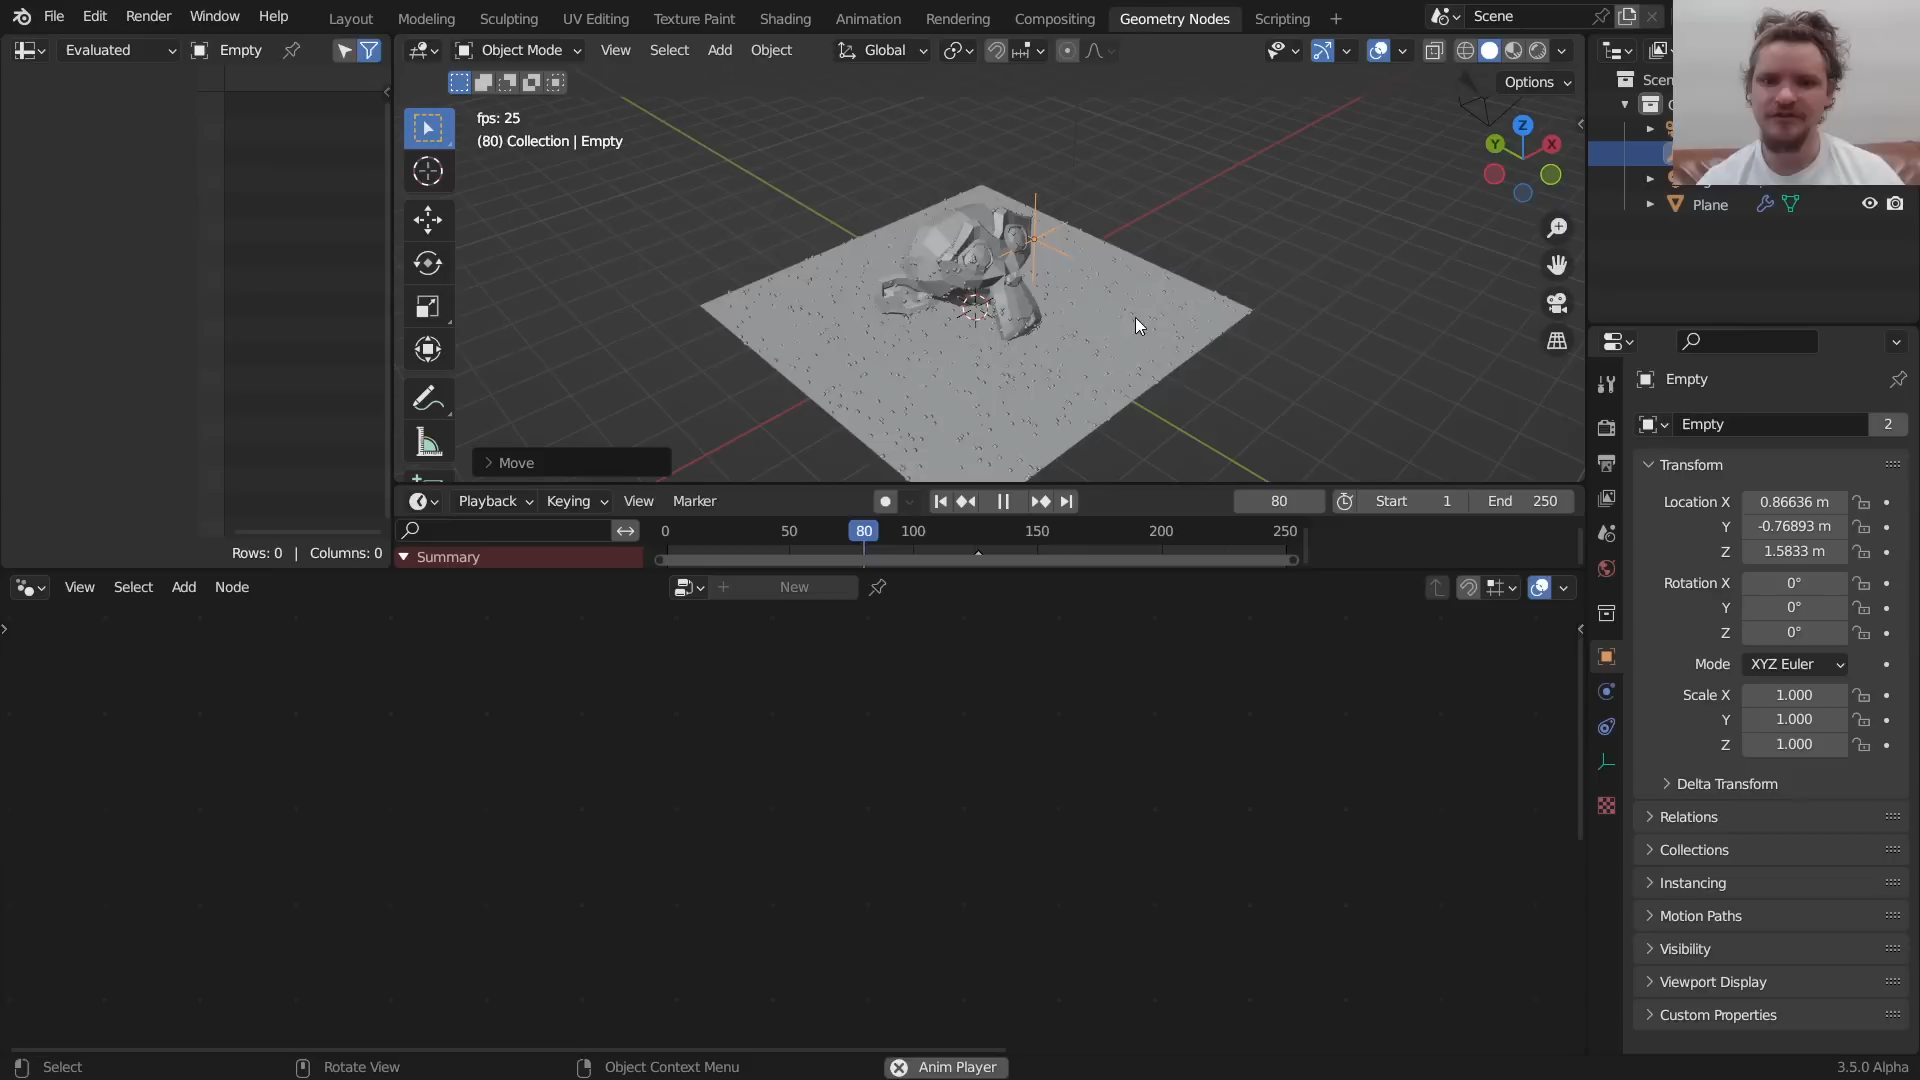 File Edit Render Window Help
Layout Modeling Sculpting UV Editing Texture Paint Shading Animation Rendering Compositing Geometry Nodes Scripting +
Scene
Evaluated
Empty
Object Mode
View Select Add Object
Global
Options
fps: 25
(80) Collection | Empty
Z
Y
X
Move
Scen
Plane
Empty
Empty
2
Transform
Location X 0.86636 m
Y -0.76893 m
Z 1.5833 m
Rotation X 0°
Y 0°
Z 0°
Mode XYZ Euler
Scale X 1.000
Y 1.000
Z 1.000
Delta Transform
Relations
Collections
Instancing
Motion Paths
Visibility
Viewport Display
Custom Properties
Playback Keying View Marker
80
Start 1
End 250
0 50 80 100 150 200 250
Summary
Rows: 0 | Columns: 0
View Select Add Node
New
Select
Rotate View
Object Context Menu
Anim Player
3.5.0 Alpha